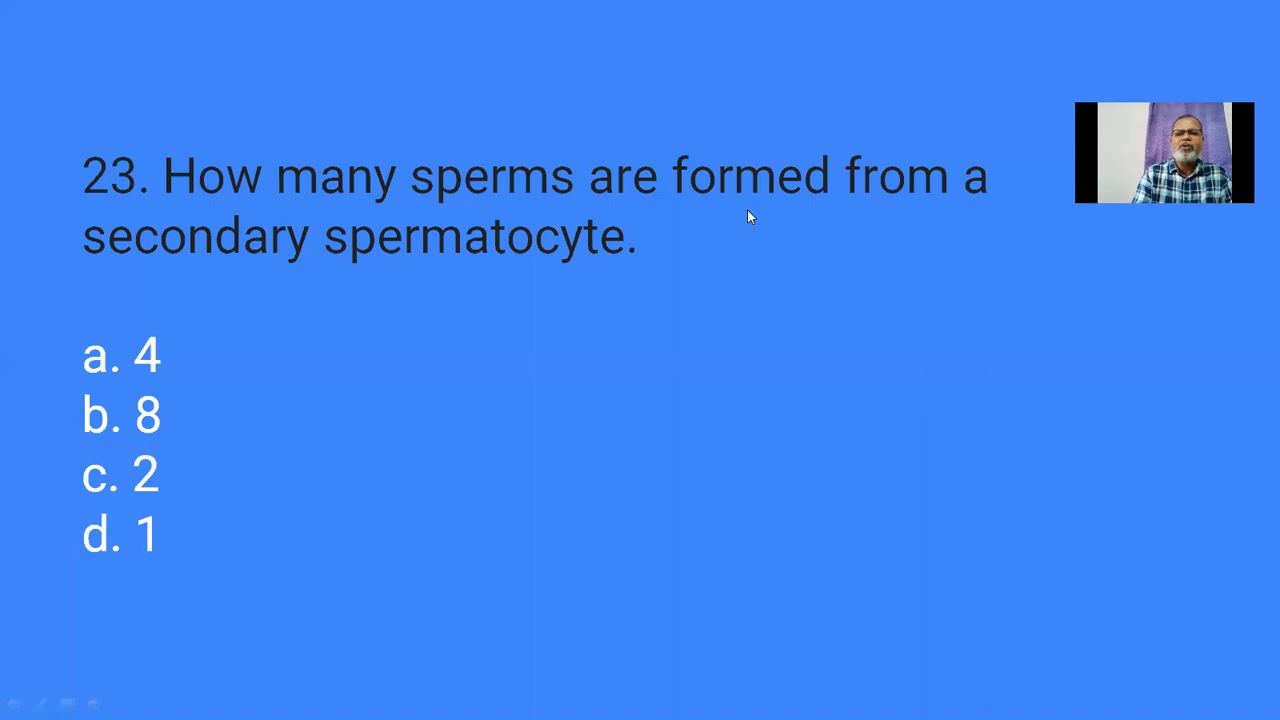 23. How many sperms are formed from a
secondary spermatocyte.
a. 4
b. 8
c. 2
d. 1